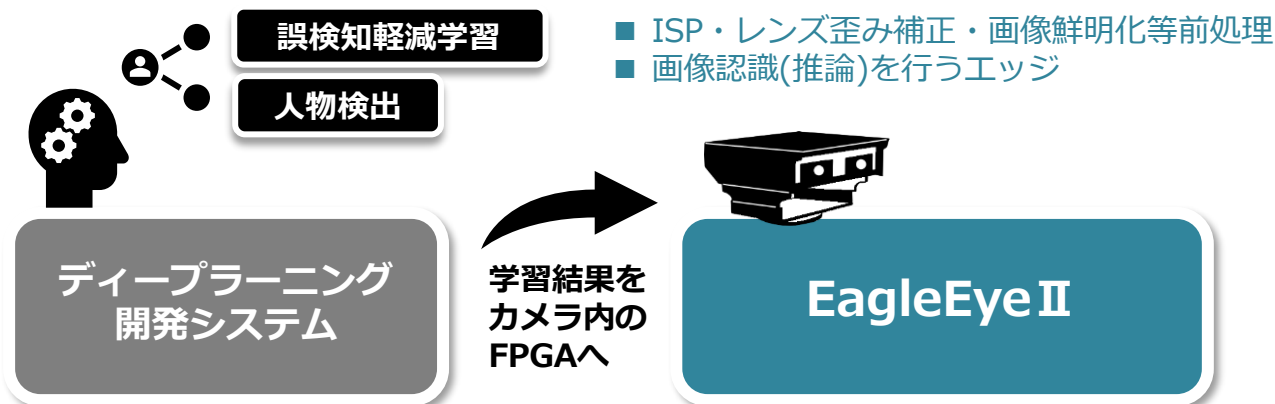 誤検知軽減学習
人物検出
■ ISP・レンズ歪み補正・画像鮮明化等前処理
■ 画像認識(推論)を行うエッジ
ディープラーニング
開発システム
学習結果を
カメラ内の
FPGAへ
EagleEyeⅡ